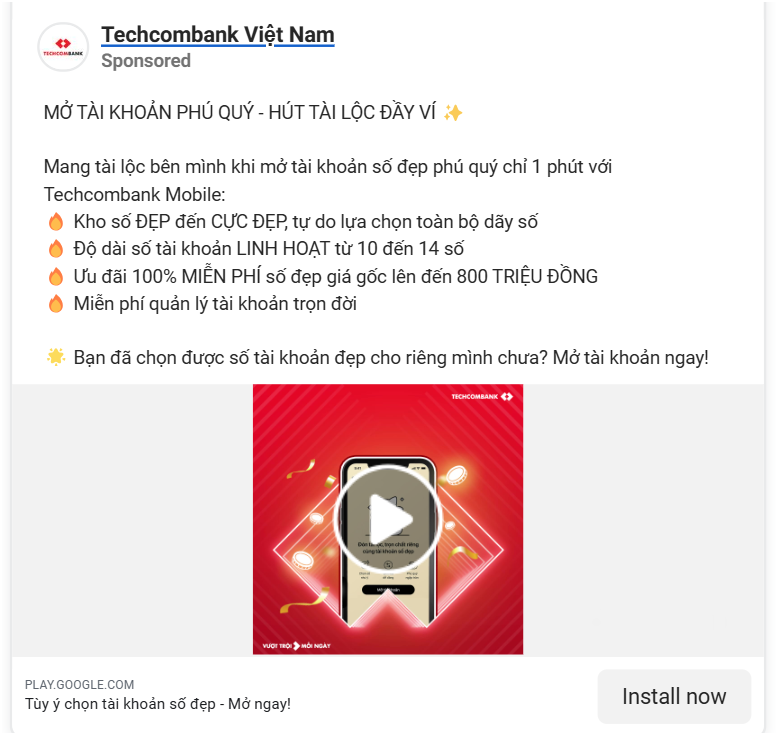 TECHCOMBANK
Techcombank Việt Nam
Sponsored
MỞ TÀI KHOẢN PHÚ QUÝ - HÚT TÀI LỘC ĐẦY VÍ ✨
Mang tài lộc bên mình khi mở tài khoản số đẹp phú quý chỉ 1 phút với
Techcombank Mobile:
🔥 Kho số ĐẸP đến CỰC ĐẸP, tự do lựa chọn toàn bộ dãy số
🔥 Độ dài số tài khoản LINH HOẠT từ 10 đến 14 số
🔥 Ưu đãi 100% MIỄN PHÍ số đẹp giá gốc lên đến 800 TRIỆU ĐỒNG
🔥 Miễn phí quản lý tài khoản trọn đời
🌟 Bạn đã chọn được số tài khoản đẹp cho riêng mình chưa? Mở tài khoản ngay!
TECHCOMBANK
VƯỢT TRỘI MỖI NGÀY
PLAY.GOOGLE.COM
Tùy ý chọn tài khoản số đẹp - Mở ngay!
Install now